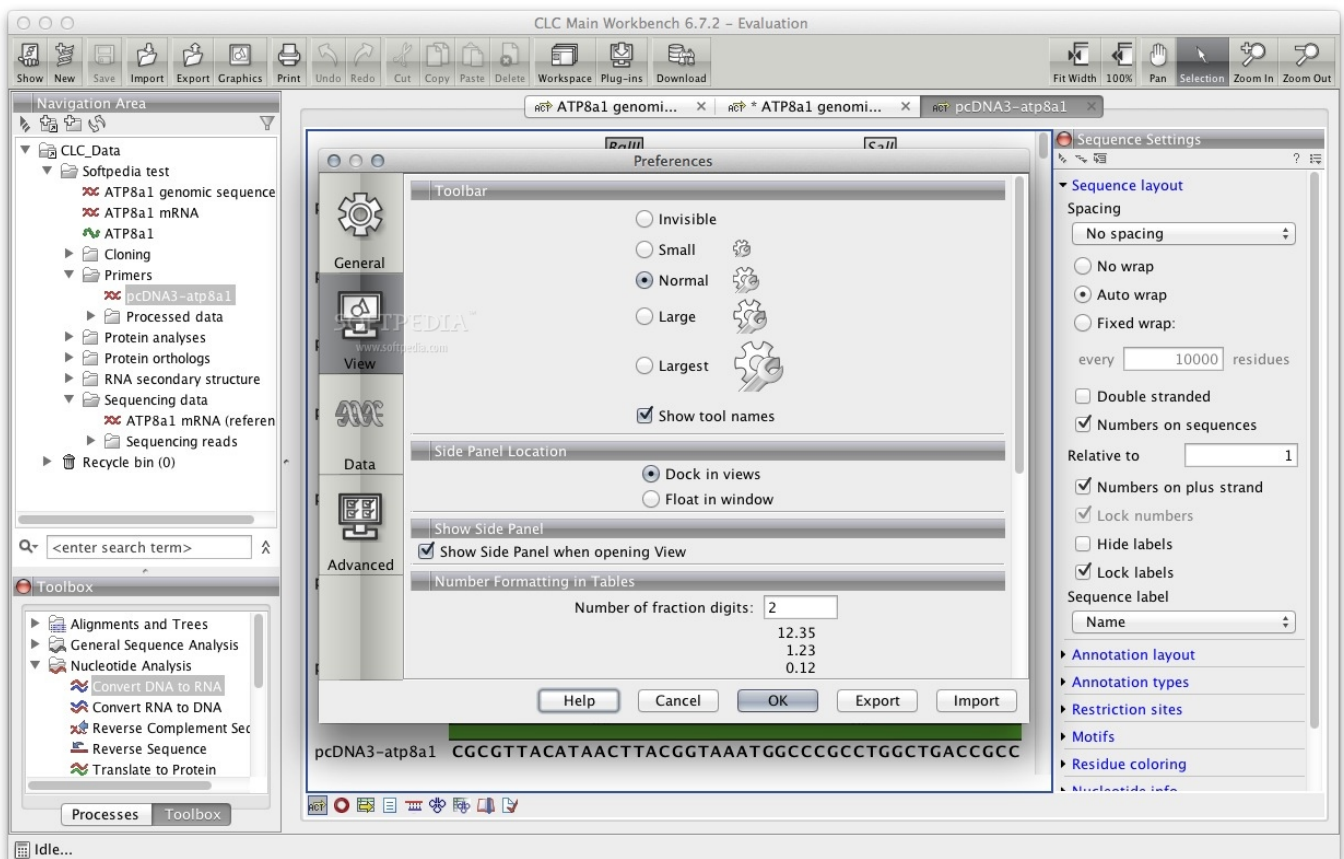 CLC Main Workbench 6.7.2 – Evaluation
Show New Save Import Export Graphics Print Undo Redo Cut Copy Paste Delete Workspace Plug-ins Download Fit Width 100% Pan Selection Zoom In Zoom Out
Navigation Area
CLC_Data
Softpedia test
ATP8a1 genomic sequence
ATP8a1 mRNA
ATP8a1
Cloning
Primers
pcDNA3-atp8a1
Processed data
Protein analyses
Protein orthologs
RNA secondary structure
Sequencing data
ATP8a1 mRNA (referen
Sequencing reads
Recycle bin (0)
<enter search term>
Toolbox
Alignments and Trees
General Sequence Analysis
Nucleotide Analysis
Convert DNA to RNA
Convert RNA to DNA
Reverse Complement Sec
Reverse Sequence
Translate to Protein
Processes Toolbox
Idle...
ATP8a1 genomi... × * ATP8a1 genomi... × pcDNA3-atp8a1 ×
BglII SalI
Preferences
General
View
Data
Advanced
SOFTPEDIA
www.softpedia.com
Toolbar
Invisible
Small
Normal
Large
Largest
Show tool names
Side Panel Location
Dock in views
Float in window
Show Side Panel
Show Side Panel when opening View
Number Formatting in Tables
Number of fraction digits: 2
12.35
1.23
0.12
Help Cancel OK Export Import
pcDNA3-atp8a1 CGCGTTACATAACTTACGGTAAATGGCCCGCCTGGCTGACCGCC
Sequence Settings
?
Sequence layout
Spacing
No spacing
No wrap
Auto wrap
Fixed wrap:
every 10000 residues
Double stranded
Numbers on sequences
Relative to 1
Numbers on plus strand
Lock numbers
Hide labels
Lock labels
Sequence label
Name
Annotation layout
Annotation types
Restriction sites
Motifs
Residue coloring
Nucleotide info